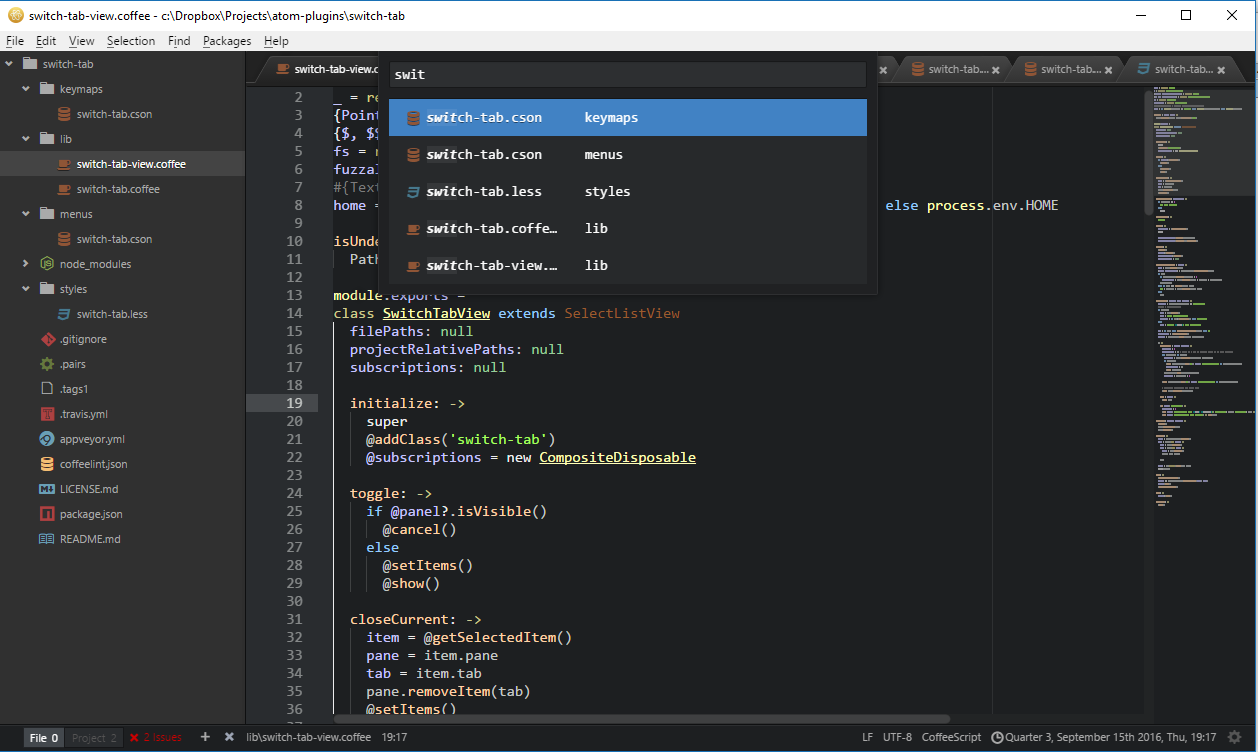 switch-tab-view.coffee - c:\Dropbox\Projects\atom-plugins\switch-tab
File Edit View Selection Find Packages Help
switch-tab
keymaps
switch-tab.cson
lib
switch-tab-view.coffee
switch-tab.coffee
menus
switch-tab.cson
node_modules
styles
switch-tab.less
.gitignore
.pairs
.tags1
.travis.yml
appveyor.yml
coffeelint.json
LICENSE.md
package.json
README.md
switch-tab-view.c
switch-tab....
switch-tab....
switch-tab....
swit
switch-tab.cson keymaps
switch-tab.cson menus
switch-tab.less styles
switch-tab.coffe… lib
switch-tab-view.… lib
2 _ = re
3 {Point
4 {$, $$
5 fs = r
6 fuzzal
7 #{Text
8 home = else process.env.HOME
9
10 isUnde
11 Path
12
13 module.exports =
14 class SwitchTabView extends SelectListView
15 filePaths: null
16 projectRelativePaths: null
17 subscriptions: null
18
19 initialize: ->
20 super
21 @addClass('switch-tab')
22 @subscriptions = new CompositeDisposable
23
24 toggle: ->
25 if @panel?.isVisible()
26 @cancel()
27 else
28 @setItems()
29 @show()
30
31 closeCurrent: ->
32 item = @getSelectedItem()
33 pane = item.pane
34 tab = item.tab
35 pane.removeItem(tab)
36 @setItems()
File 0 Project 2 2 Issues + lib\switch-tab-view.coffee 19:17 LF UTF-8 CoffeeScript Quarter 3, September 15th 2016, Thu, 19:17